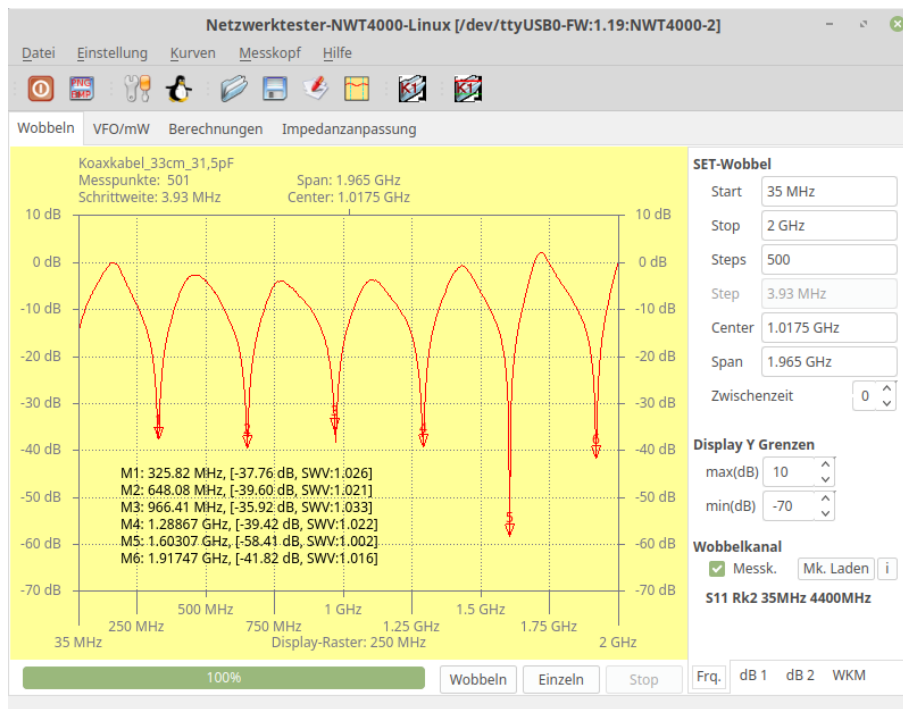 Netzwerktester-NWT4000-Linux [/dev/ttyUSB0-FW:1.19:NWT4000-2]
Datei Einstellung Kurven Messkopf Hilfe
PNG
BMP
K1
K1
Wobbeln VFO/mW Berechnungen Impedanzanpassung
Koaxkabel_33cm_31,5pF
Messpunkte: 501 Span: 1.965 GHz
Schrittweite: 3.93 MHz Center: 1.0175 GHz
10 dB 10 dB
0 dB 0 dB
-10 dB -10 dB
-20 dB -20 dB
-30 dB -30 dB
-40 dB -40 dB
-50 dB -50 dB
-60 dB -60 dB
-70 dB -70 dB
1
2
3
4
5
6
M1: 325.82 MHz, [-37.76 dB, SWV:1.026]
M2: 648.08 MHz, [-39.60 dB, SWV:1.021]
M3: 966.41 MHz, [-35.92 dB, SWV:1.033]
M4: 1.28867 GHz, [-39.42 dB, SWV:1.022]
M5: 1.60307 GHz, [-58.41 dB, SWV:1.002]
M6: 1.91747 GHz, [-41.82 dB, SWV:1.016]
500 MHz 1 GHz 1.5 GHz
250 MHz 750 MHz 1.25 GHz 1.75 GHz
35 MHz Display-Raster: 250 MHz 2 GHz
100% Wobbeln Einzeln Stop
SET-Wobbel
Start 35 MHz
Stop 2 GHz
Steps 500
Step 3.93 MHz
Center 1.0175 GHz
Span 1.965 GHz
Zwischenzeit 0
Display Y Grenzen
max(dB) 10
min(dB) -70
Wobbelkanal
Messk. Mk. Laden i
S11 Rk2 35MHz 4400MHz
Frq. dB 1 dB 2 WKM